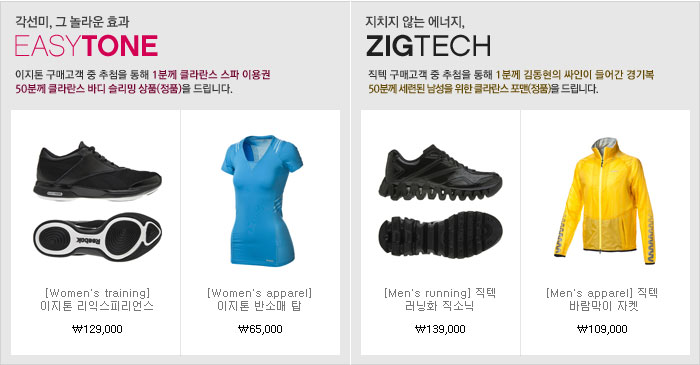 각선미, 그 놀라운 효과
EASYTONE
이지톤 구매고객 중 추첨을 통해 1분께 클라란스 스파 이용권
50분께 클라란스 바디 슬리밍 상품(정품)을 드립니다.
Reebok
[Women's training]
이지톤 리익스피리언스
₩129,000
[Women's apparel]
이지톤 반소매 탑
₩65,000
지치지 않는 에너지,
ZIGTECH
직텍 구매고객 중 추첨을 통해 1분께 김동현의 싸인이 들어간 경기복
50분께 세련된 남성을 위한 클라란스 포맨(정품)을 드립니다.
[Men's running] 직텍
러닝화 직소닉
₩139,000
[Men's apparel] 직텍
바람막이 자켓
₩109,000